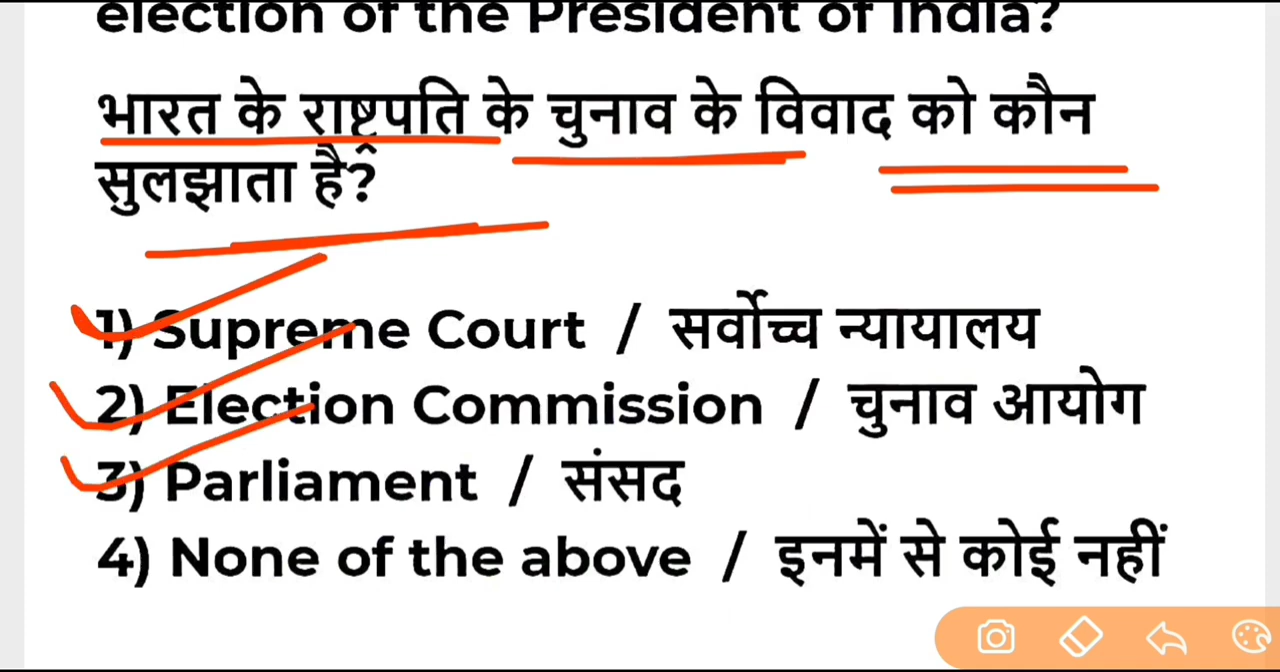 election of the President of India?
भारत के राष्ट्रपति के चुनाव के विवाद को कौन
सुलझाता है?
1) Supreme Court / सर्वोच्च न्यायालय
2) Election Commission / चुनाव आयोग
3) Parliament / संसद
4) None of the above / इनमें से कोई नहीं